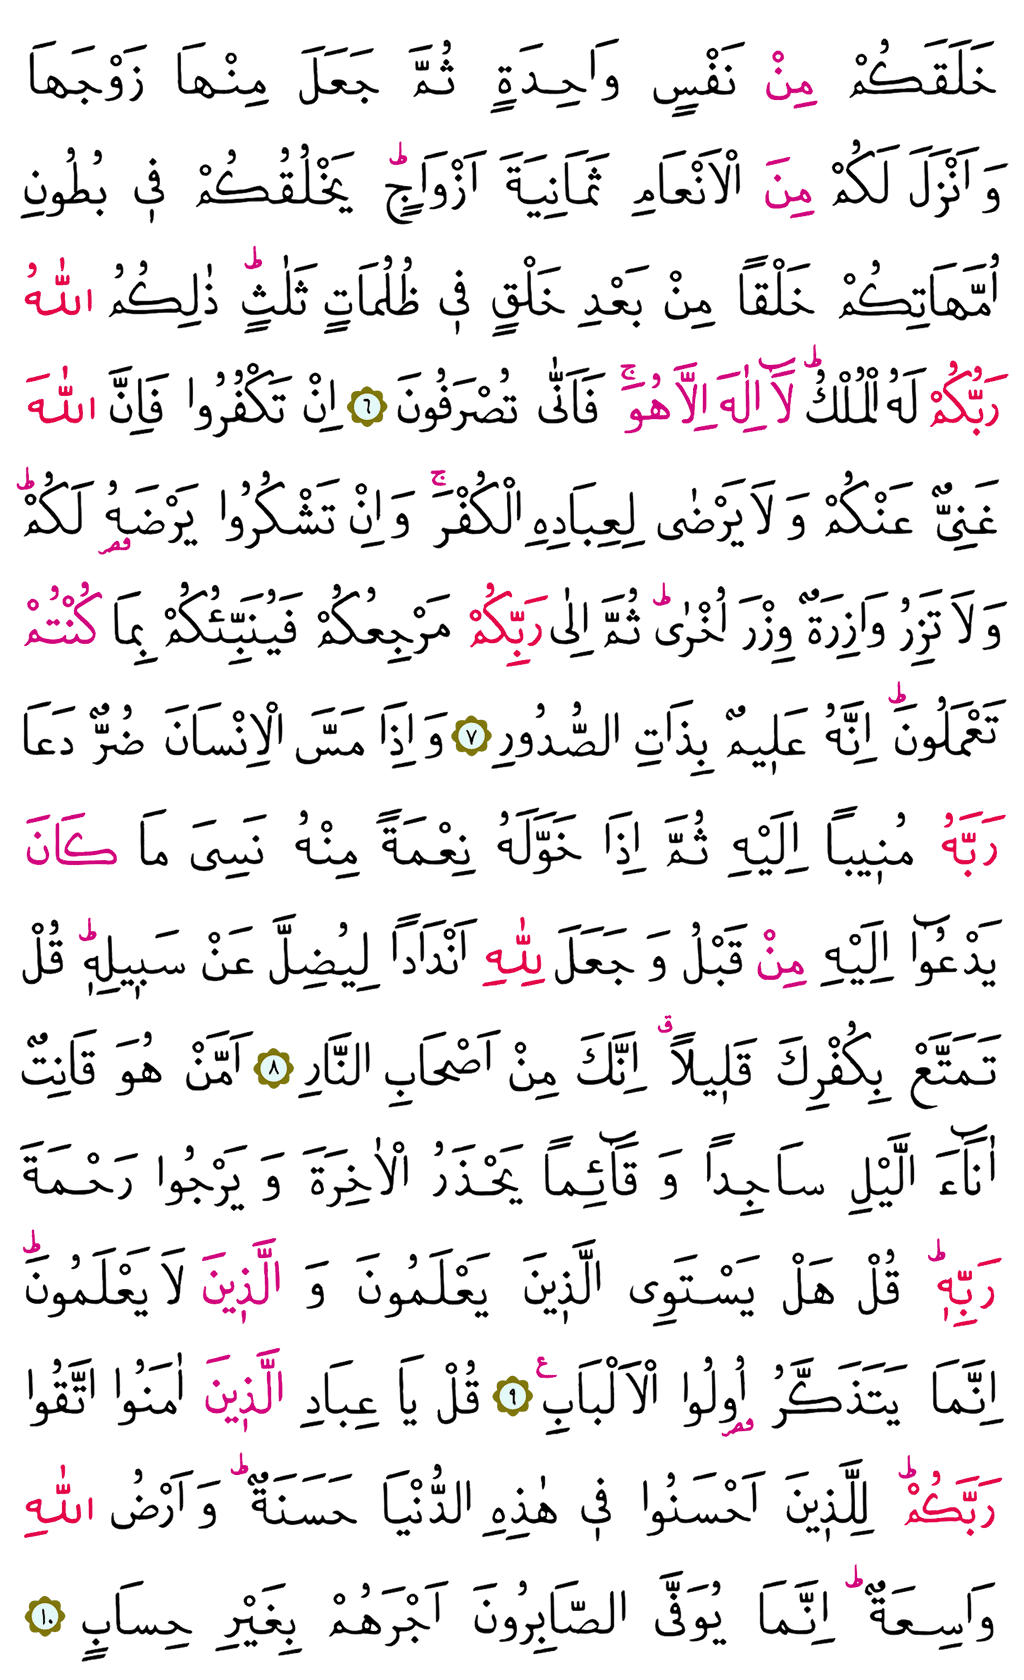 خَلَقَكُمْ مِنْ نَفْسٍ وَاحِدَةٍ ثُمَّ جَعَلَ مِنْهَا زَوْجَهَا
وَاَنْزَلَ لَكُمْ مِنَ الْاَنْعَامِ ثَمَانِيَةَ اَزْوَاجٍۜ يَخْلُقُكُمْ فٖي بُطُونِ
اُمَّهَاتِكُمْ خَلْقاً مِنْ بَعْدِ خَلْقٍ فٖي ظُلُمَاتٍ ثَلٰثٍۜ ذٰلِكُمُ اللّٰهُ
رَبُّكُمْ لَهُ الْمُلْكُۜ لَٓا اِلٰهَ اِلَّا هُوَۚ فَاَنّٰى تُصْرَفُونَ ﴿٦﴾ اِنْ تَكْفُرُوا فَاِنَّ اللّٰهَ
غَنِيٌّ عَنْكُمْ وَلَا يَرْضٰى لِعِبَادِهِ الْكُفْرَۚ وَاِنْ تَشْكُرُوا يَرْضَهُ لَكُمْۜ
قصر
وَلَا تَزِرُ وَازِرَةٌ وِزْرَ اُخْرٰىۜ ثُمَّ اِلٰى رَبِّكُمْ مَرْجِعُكُمْ فَيُنَبِّئُكُمْ بِمَا كُنْتُمْ
تَعْمَلُونَۜ اِنَّهُ عَلٖيمٌ بِذَاتِ الصُّدُورِ ﴿٧﴾ وَاِذَا مَسَّ الْاِنْسَانَ ضُرٌّ دَعَا
رَبَّهُ مُنٖيباً اِلَيْهِ ثُمَّ اِذَا خَوَّلَهُ نِعْمَةً مِنْهُ نَسِيَ مَا كَانَ
يَدْعُٓوا اِلَيْهِ مِنْ قَبْلُ وَجَعَلَ لِلّٰهِ اَنْدَاداً لِيُضِلَّ عَنْ سَبٖيلِهٖۜ قُلْ
تَمَتَّعْ بِكُفْرِكَ قَلٖيلاًۗ اِنَّكَ مِنْ اَصْحَابِ النَّارِ ﴿٨﴾ اَمَّنْ هُوَ قَانِتٌ
اٰنَٓاءَ الَّيْلِ سَاجِداً وَقَٓائِماً يَحْذَرُ الْاٰخِرَةَ وَيَرْجُوا رَحْمَةَ
رَبِّهٖۜ قُلْ هَلْ يَسْتَوِى الَّذٖينَ يَعْلَمُونَ وَالَّذٖينَ لَا يَعْلَمُونَۜ
اِنَّمَا يَتَذَكَّرُ اُولُوا الْاَلْبَابِ ع ﴿٩﴾ قُلْ يَا عِبَادِ الَّذٖينَ اٰمَنُوا اتَّقُوا
قصر
رَبَّكُمْۜ لِلَّذٖينَ اَحْسَنُوا فٖي هٰذِهِ الدُّنْيَا حَسَنَةٌۜ وَاَرْضُ اللّٰهِ
وَاسِعَةٌۜ اِنَّمَا يُوَفَّى الصَّابِرُونَ اَجْرَهُمْ بِغَيْرِ حِسَابٍ ﴿١٠﴾